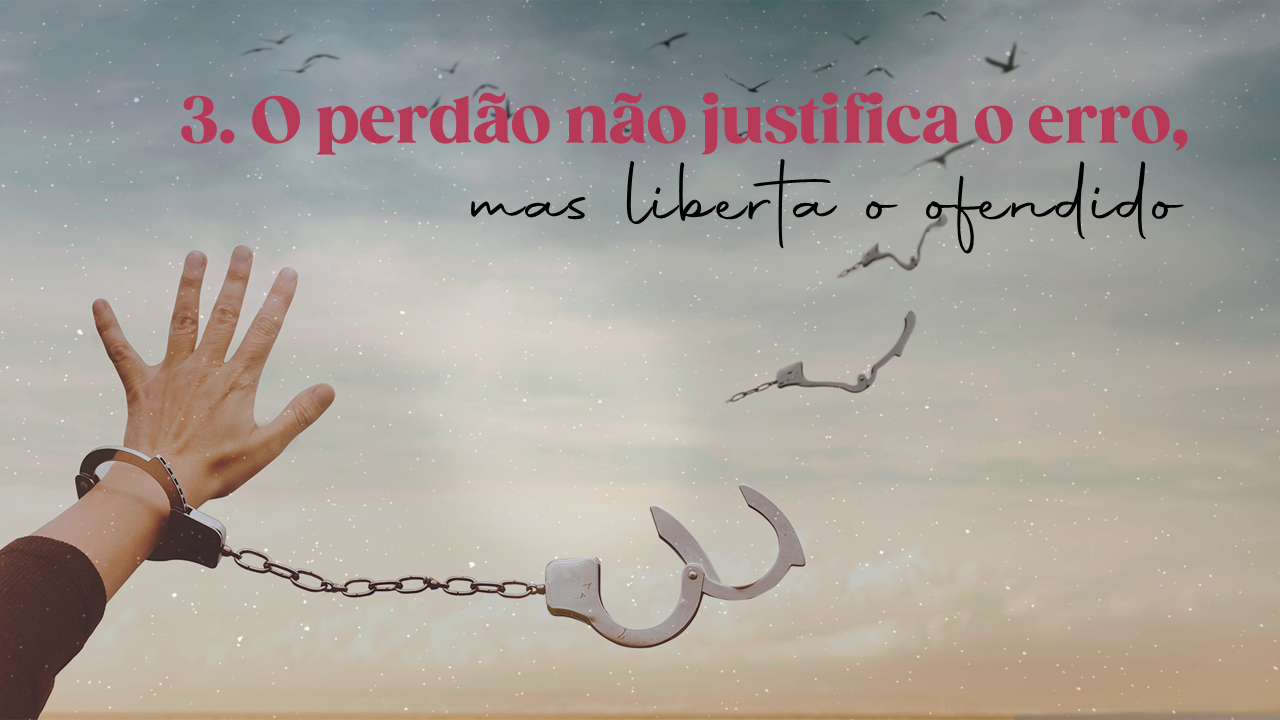 3. O perdão não justifica o erro,
mas liberta o ofendido